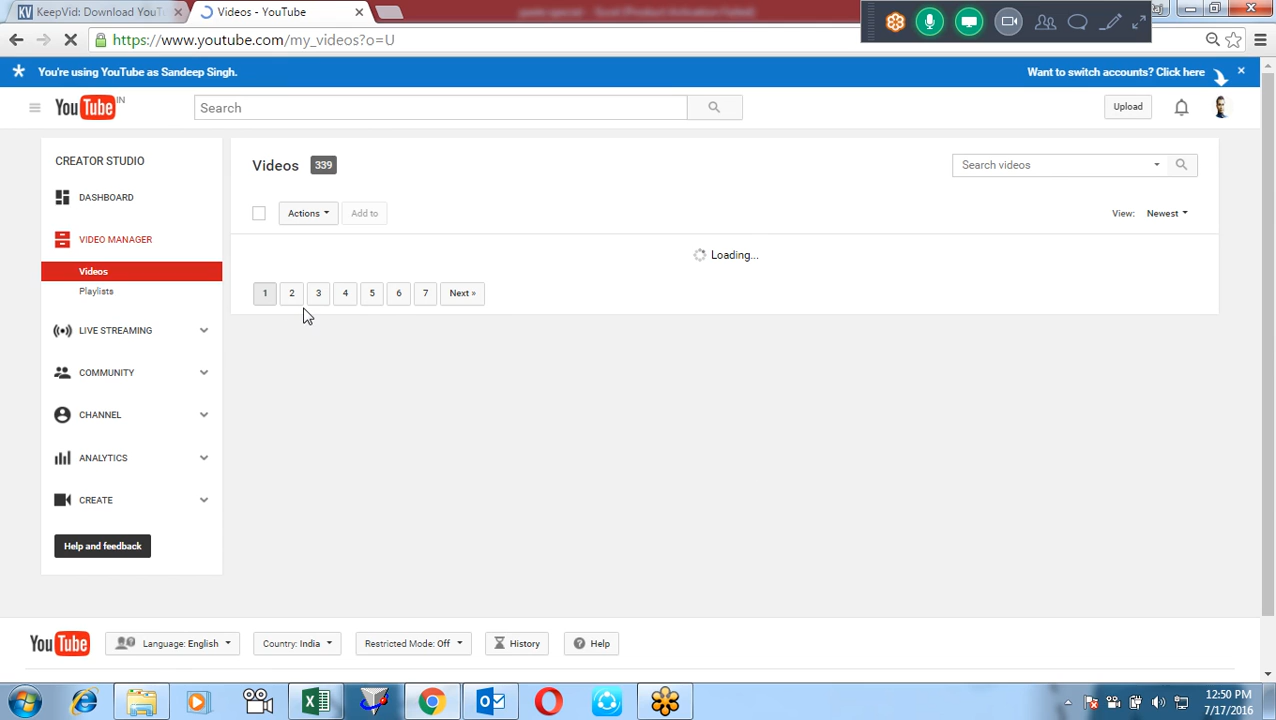 KeepVid: Download YouT
Videos - YouTube
https://www.youtube.com/my_videos?o=U
You're using YouTube as Sandeep Singh.
Want to switch accounts? Click here
YouTube IN
Search
Upload
CREATOR STUDIO
DASHBOARD
VIDEO MANAGER
Videos
Playlists
LIVE STREAMING
COMMUNITY
CHANNEL
ANALYTICS
CREATE
Help and feedback
Videos 339
Search videos
Actions
Add to
View: Newest
Loading...
1 2 3 4 5 6 7 Next »
YouTube
Language: English
Country: India
Restricted Mode: Off
History
Help
12:50 PM
7/17/2016